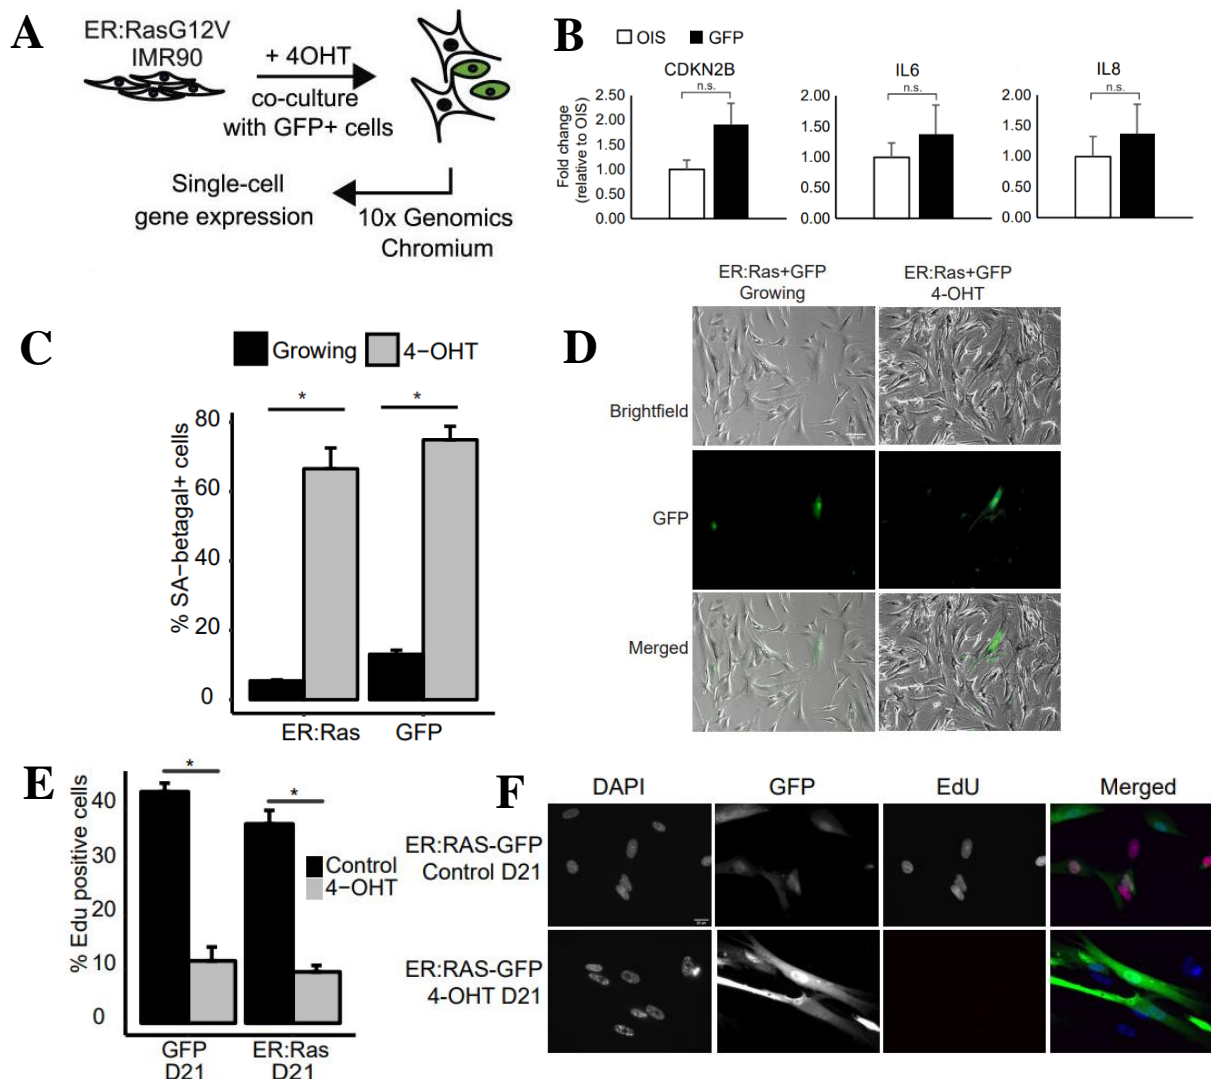 A
ER:RasG12V
IMR90
+ 4OHT
co-culture
with GFP+ cells
Single-cell
gene expression
10x Genomics
Chromium
B
OIS GFP
CDKN2B
IL6
IL8
n.s.
n.s.
n.s.
Fold change
(relative to OIS)
2.50
2.00
1.50
1.00
0.50
0.00
2.00
1.50
1.00
0.50
0.00
2.00
1.50
1.00
0.50
0.00
C
Growing 4-OHT
% SA-betagal+ cells
80
60
40
20
0
*
*
ER:Ras GFP
D
ER:Ras+GFP
Growing
ER:Ras+GFP
4-OHT
Brightfield
GFP
Merged
E
% Edu positive cells
40
30
20
10
0
*
*
Control
4-OHT
GFP
D21
ER:Ras
D21
F
DAPI GFP EdU Merged
ER:RAS-GFP
Control D21
ER:RAS-GFP
4-OHT D21